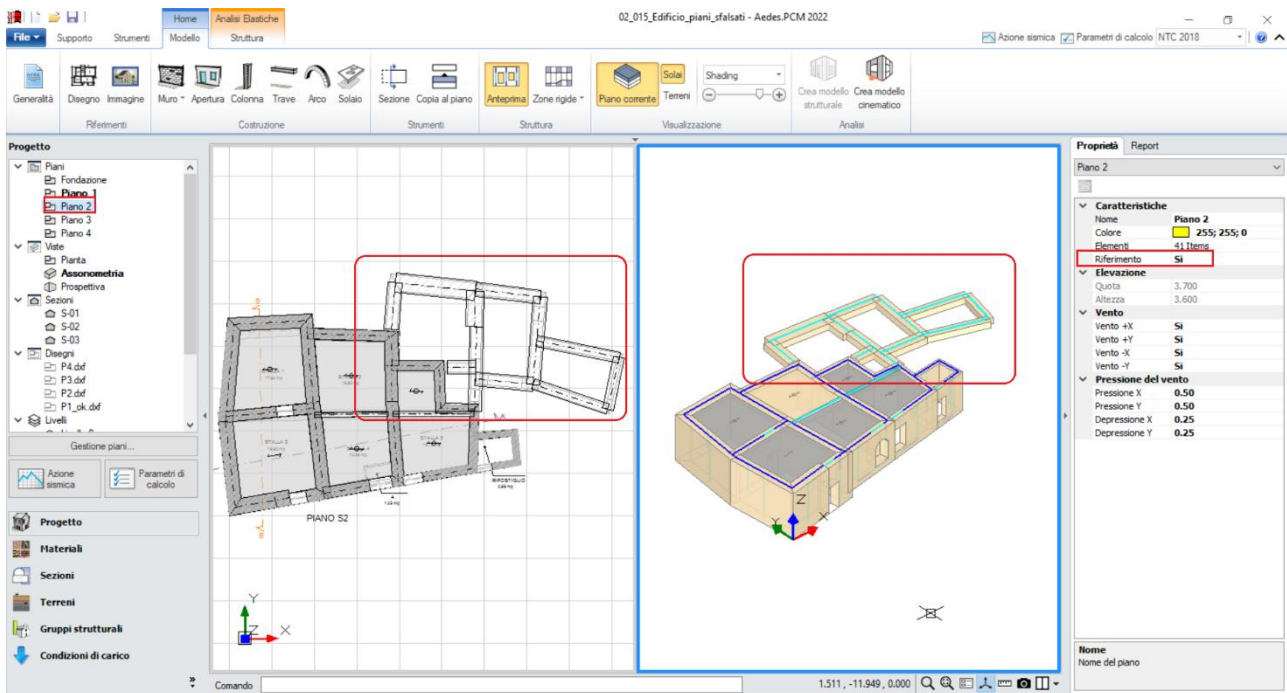 02_015_Edificio_piani_sfalsati - Aedes.PCM 2022
Home
Analisi Elastiche
File
Supporto
Strumenti
Modello
Struttura
Azione sismica
Parametri di calcolo
NTC 2018
Generalità
Disegno
Immagine
Muro
Apertura
Colonna
Trave
Arco
Solaio
Sezione
Copia al piano
Anteprima
Zone rigide
Piano corrente
Solai
Terreni
Shading
Crea modello strutturale
Crea modello cinematico
Riferimenti
Costruzione
Strumenti
Struttura
Visualizzazione
Analisi
Progetto
Piani
Fondazione
Piano 1
Piano 2
Piano 3
Piano 4
Viste
Pianta
Assonometria
Prospettiva
Sezioni
S-01
S-02
S-03
Disegni
P4.dxf
P3.dxf
P2.dxf
P1_ok.dxf
Livelli
Gestione piani...
Azione sismica
Parametri di calcolo
Progetto
Materiali
Sezioni
Terreni
Gruppi strutturali
Condizioni di carico
STALLA 2
RIPOSTIGLIO
PIANO S2
Y
Z
X
Z
Y
X
Comando
1.511 , -11.949 , 0.000
Proprietà
Report
Piano 2
Caratteristiche
Nome Piano 2
Colore 255; 255; 0
Elementi 41 Items
Riferimento Sì
Elevazione
Quota 3.700
Altezza 3.600
Vento
Vento +X Sì
Vento +Y Sì
Vento -X Sì
Vento -Y Sì
Pressione del vento
Pressione X 0.50
Pressione Y 0.50
Depressione X 0.25
Depressione Y 0.25
Nome
Nome del piano